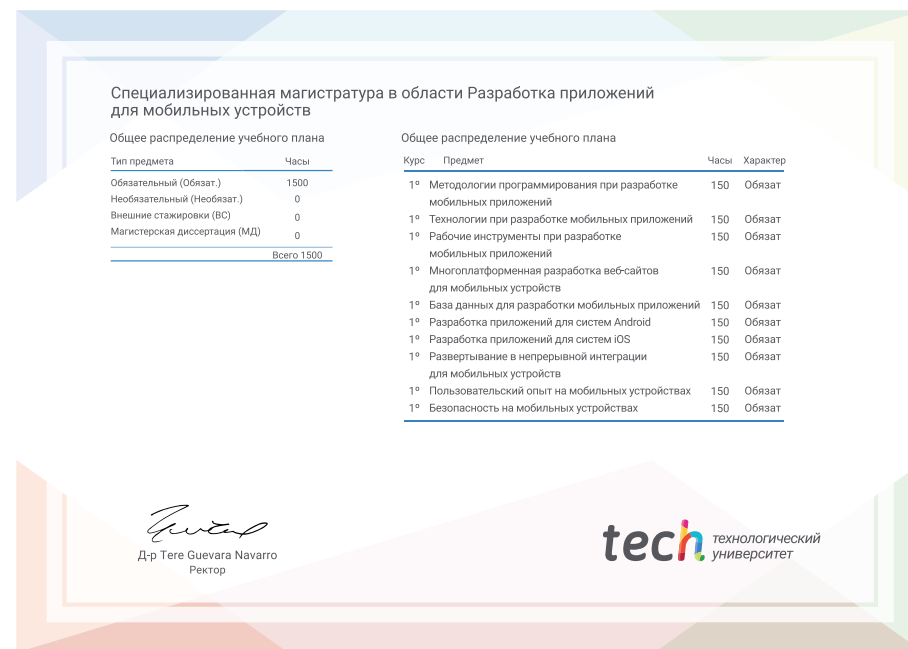 Специализированная магистратура в области Разработка приложений
для мобильных устройств
Общее распределение учебного плана
Тип предмета Часы
Обязательный (Обязат.) 1500
Необязательный (Необязат.) 0
Внешние стажировки (ВС) 0
Магистерская диссертация (МД) 0
Всего 1500
Общее распределение учебного плана
Курс Предмет Часы Характер
1º Методологии программирования при разработке 150 Обязат
мобильных приложений
1º Технологии при разработке мобильных приложений 150 Обязат
1º Рабочие инструменты при разработке 150 Обязат
мобильных приложений
1º Многоплатформенная разработка веб-сайтов 150 Обязат
для мобильных устройств
1º База данных для разработки мобильных приложений 150 Обязат
1º Разработка приложений для систем Android 150 Обязат
1º Разработка приложений для систем iOS 150 Обязат
1º Развертывание в непрерывной интеграции 150 Обязат
для мобильных устройств
1º Пользовательский опыт на мобильных устройствах 150 Обязат
1º Безопасность на мобильных устройствах 150 Обязат
Д-р Tere Guevara Navarro
Ректор
tech технологический
университет